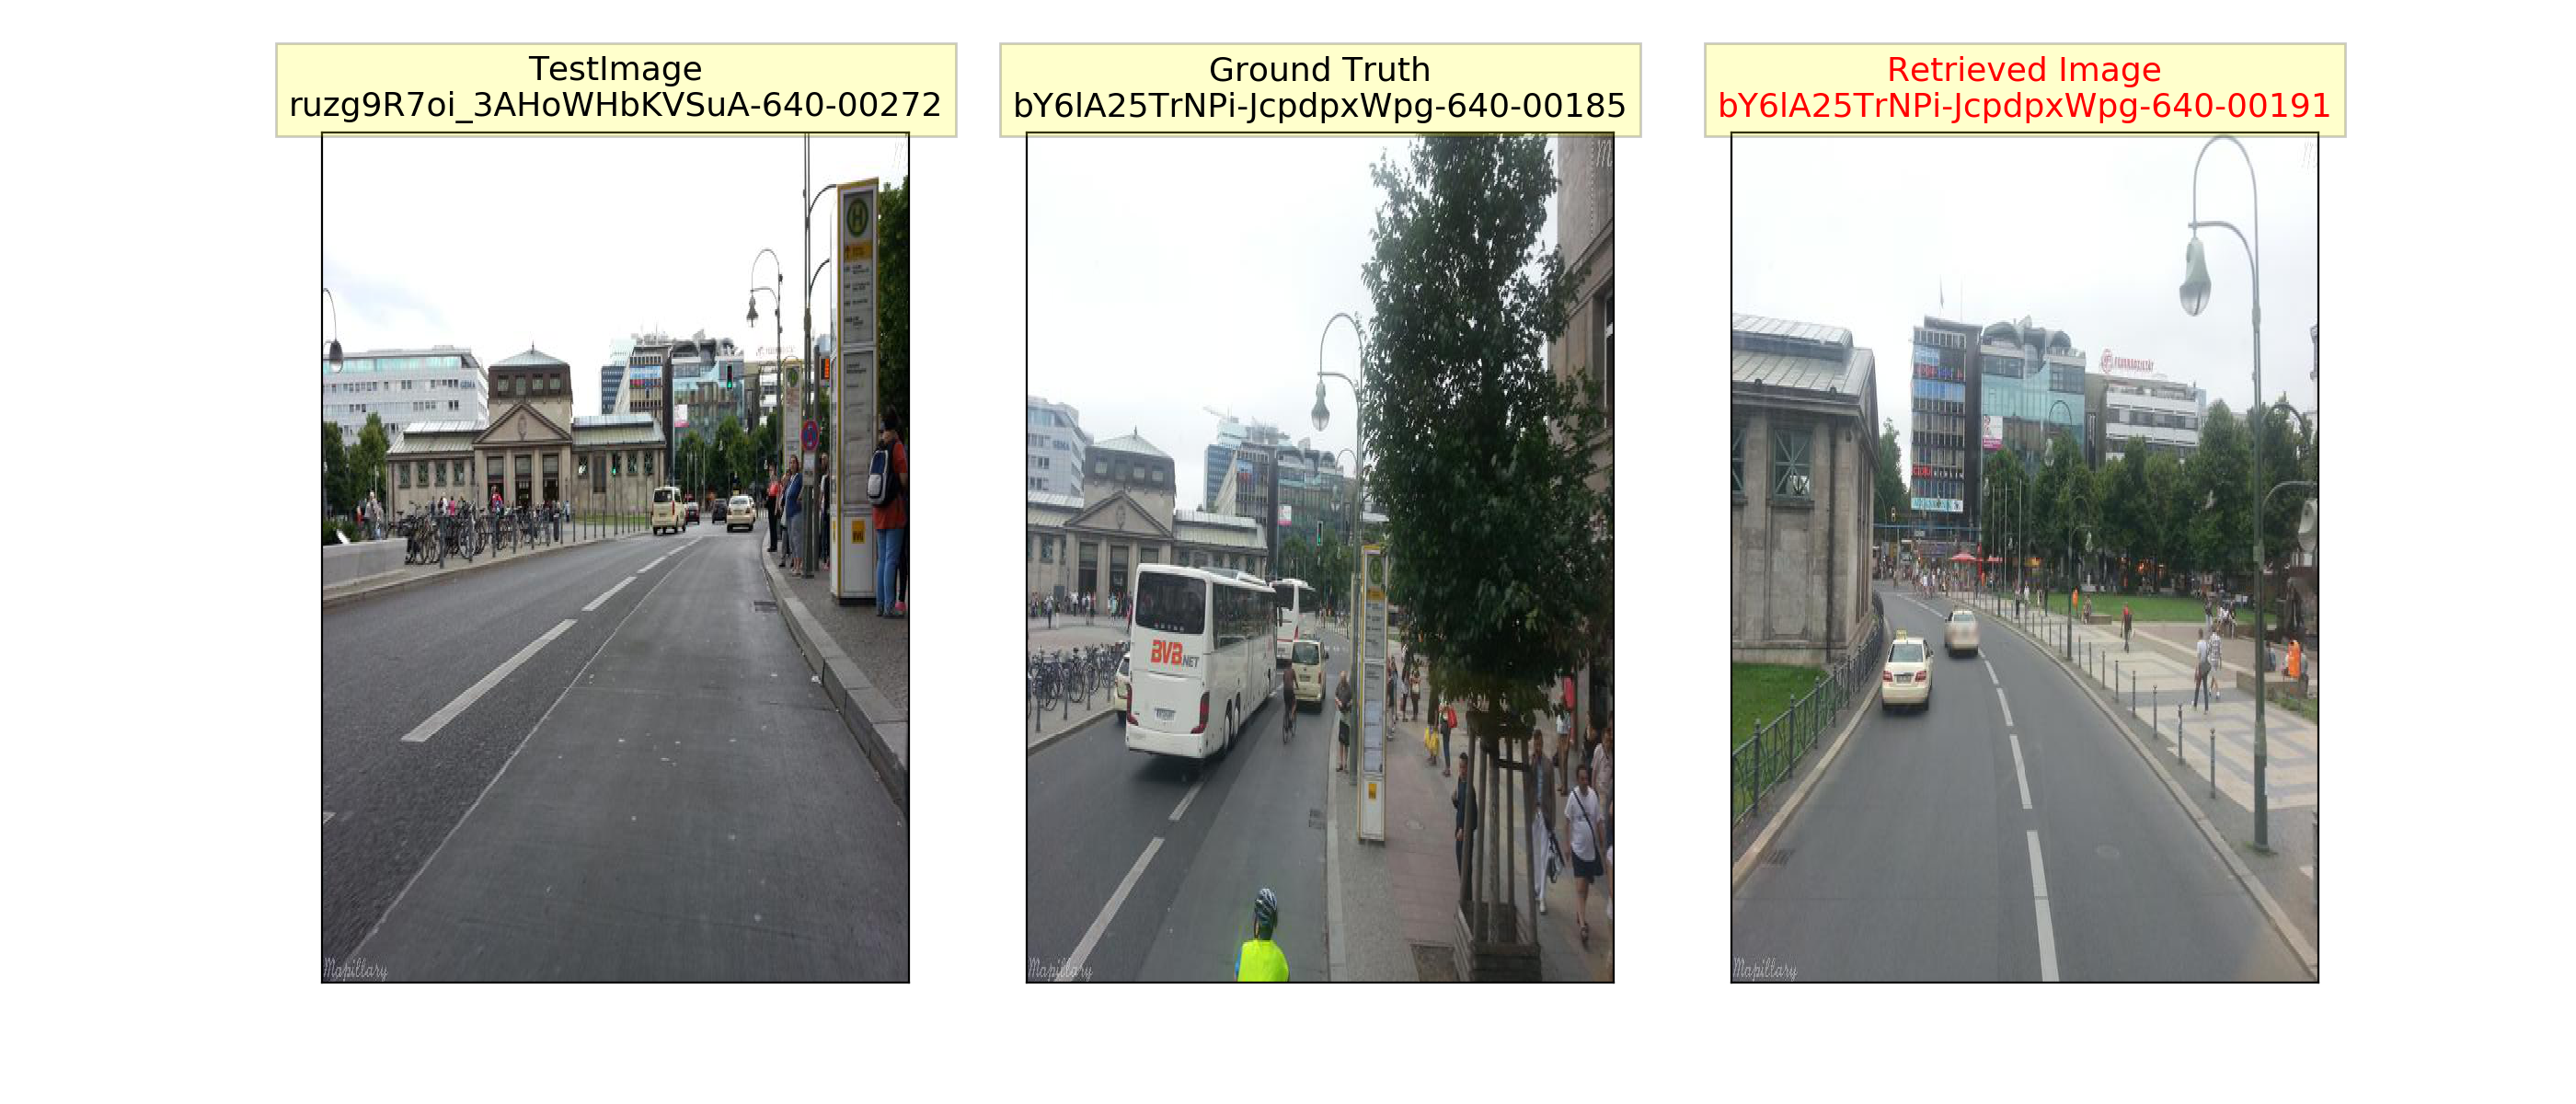 TestImage
ruzg9R7oi_3AHoWHbKVSuA-640-00272
Ground Truth
bY6lA25TrNPi-JcpdpxWpg-640-00185
Retrieved Image
bY6lA25TrNPi-JcpdpxWpg-640-00191
H
BVG
Mapillary
BVB.NET
Mapillary
Mapillary